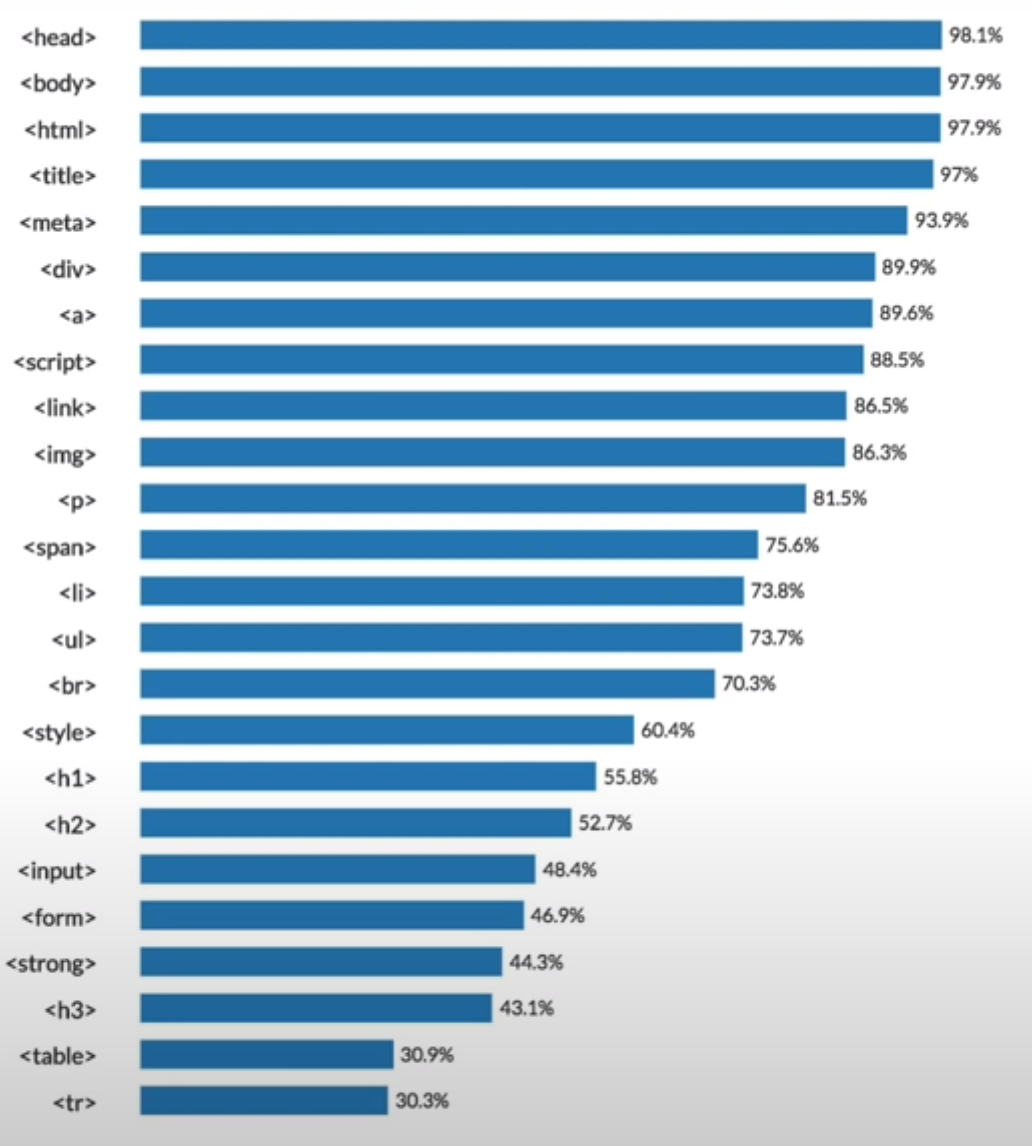 <head> 98.1%
<body> 97.9%
<html> 97.9%
<title> 97%
<meta> 93.9%
<div> 89.9%
<a> 89.6%
<script> 88.5%
<link> 86.5%
<img> 86.3%
<p> 81.5%
<span> 75.6%
<li> 73.8%
<ul> 73.7%
<br> 70.3%
<style> 60.4%
<h1> 55.8%
<h2> 52.7%
<input> 48.4%
<form> 46.9%
<strong> 44.3%
<h3> 43.1%
<table> 30.9%
<tr> 30.3%